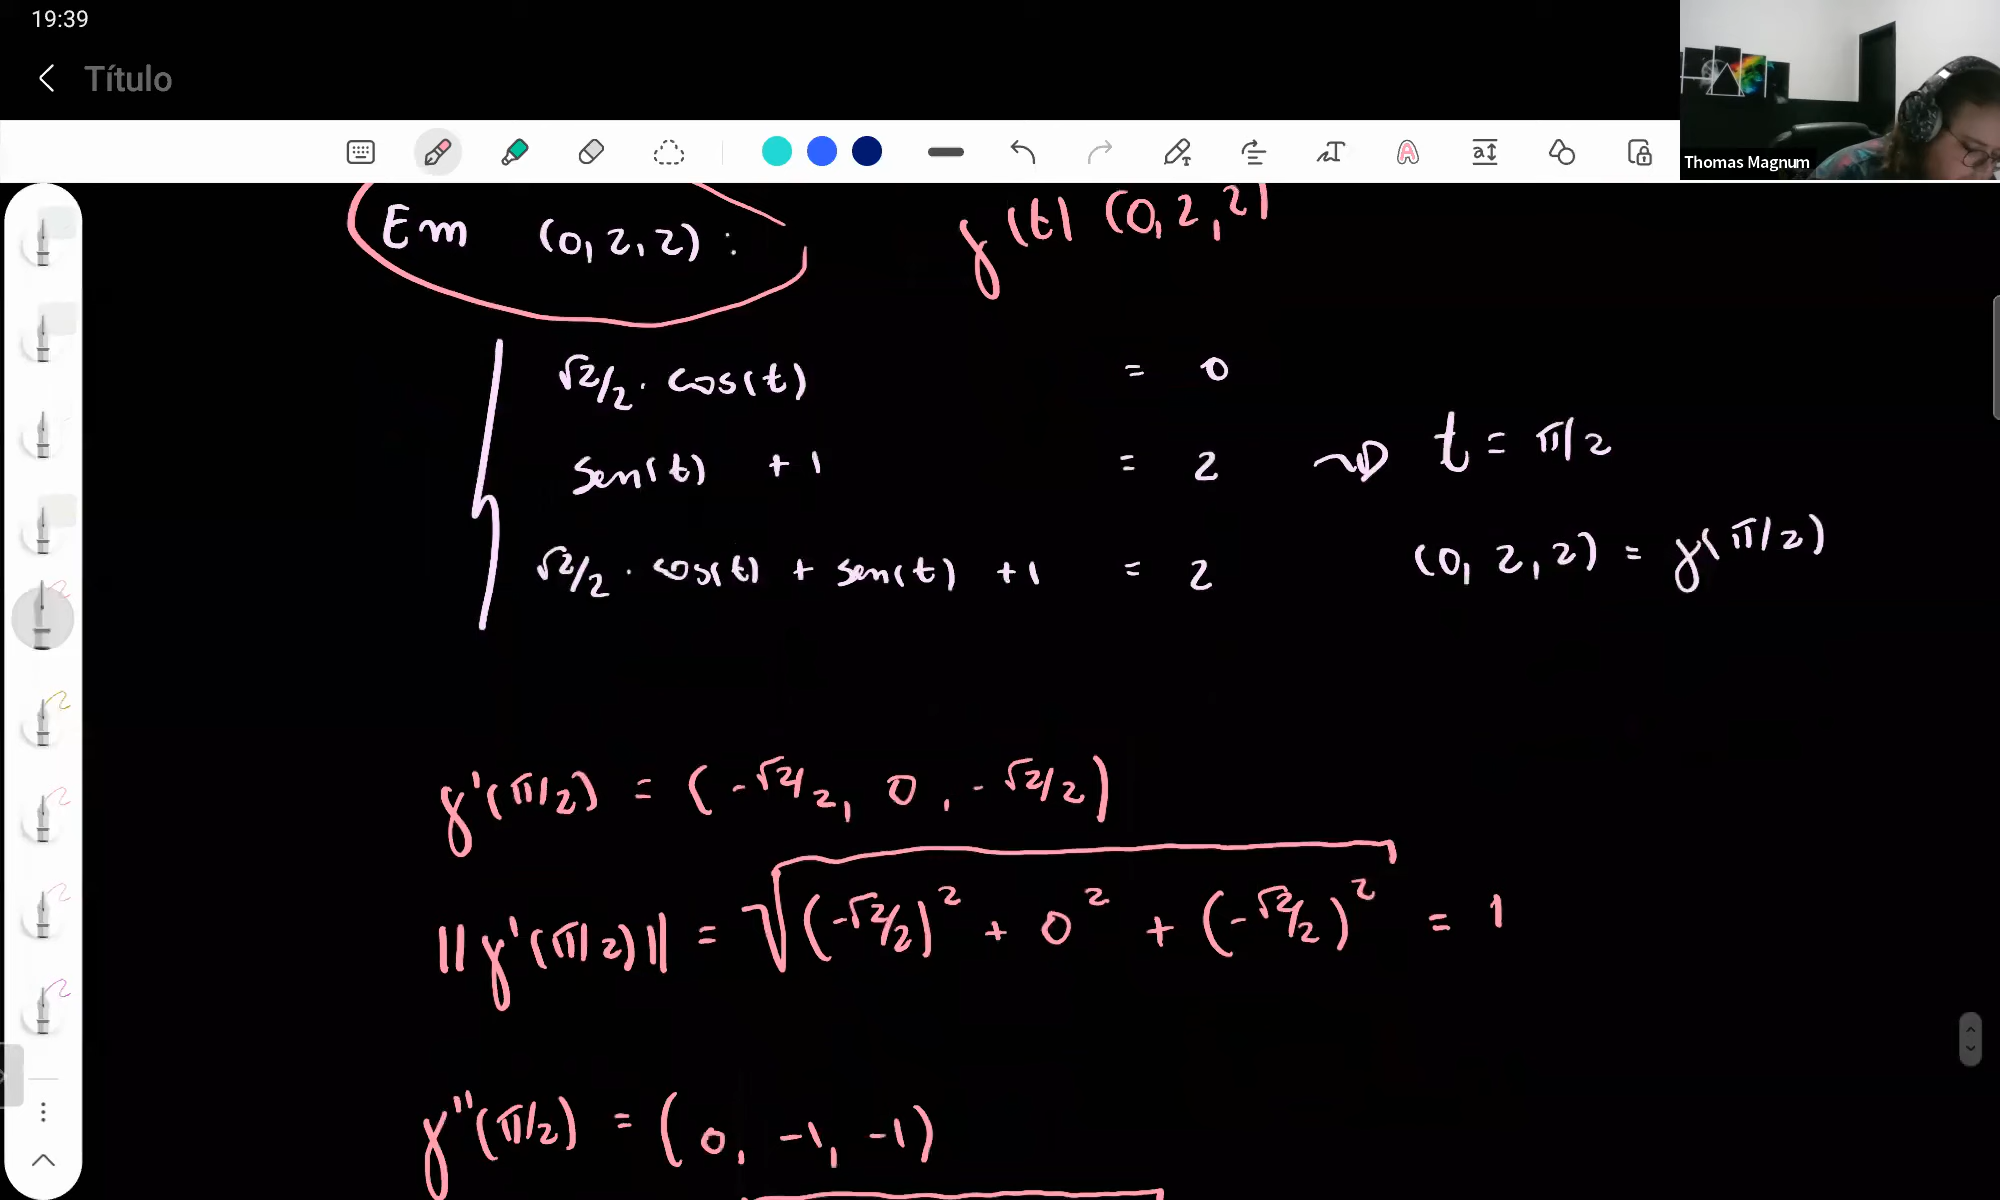 19:39
Título
Thomas Magnum
Em (0,2,2) : γ(t) (0,2,2)
√2/2 · cos(t) = 0
sen(t) + 1 = 2 ~> t = π/2
√2/2 · cos(t) + sen(t) + 1 = 2 (0, 2, 2) = γ(π/2)
γ'(π/2) = (-√2/2, 0, -√2/2)
||γ'(π/2)|| = √((-√2/2)² + 0² + (-√2/2)²) = 1
γ''(π/2) = (0, -1, -1)